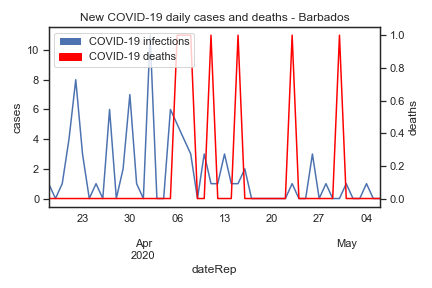 New COVID-19 daily cases and deaths - Barbados
COVID-19 infections
COVID-19 deaths
cases
10
8
6
4
2
0
deaths
1.0
0.8
0.6
0.4
0.2
0.0
23 30 06 13 20 27 04
Apr May
2020
dateRep